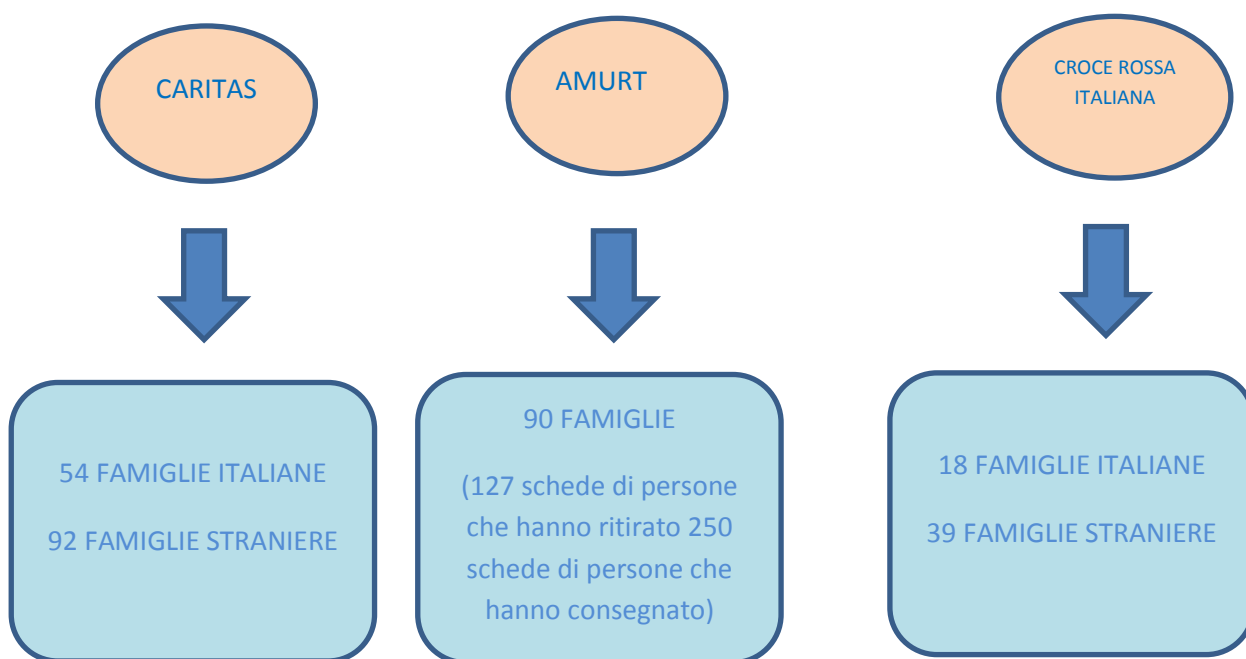 CARITAS
AMURT
CROCE ROSSA
ITALIANA
54 FAMIGLIE ITALIANE
92 FAMIGLIE STRANIERE
90 FAMIGLIE
(127 schede di persone
che hanno ritirato 250
schede di persone che
hanno consegnato)
18 FAMIGLIE ITALIANE
39 FAMIGLIE STRANIERE